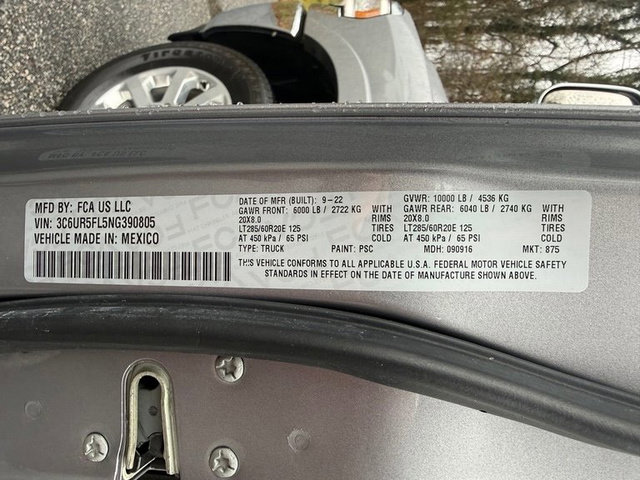 Firestone
MFD BY: FCA US LLC
VIN: 3C6UR5FL5NG390805
VEHICLE MADE IN: MEXICO
DATE OF MFR (BUILT): 9-22 GVWR: 10000 LB / 4536 KG
GAWR FRONT: 6000 LB / 2722 KG WITH GAWR REAR: 6040 LB / 2740 KG WITH
20X8.0 RIMS 20X8.0 RIMS
LT285/60R20E 125 TIRES LT285/60R20E 125 TIRES
AT 450 kPa / 65 PSI COLD AT 450 kPa / 65 PSI COLD
TYPE: TRUCK PAINT: PSC MDH: 090916 MKT: 875
THIS VEHICLE CONFORMS TO ALL APPLICABLE U.S.A. FEDERAL MOTOR VEHICLE SAFETY
STANDARDS IN EFFECT ON THE DATE OF MANUFACTURE SHOWN ABOVE.